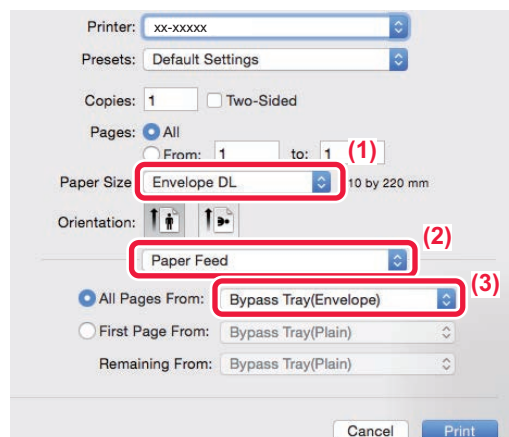 Printer: xx-xxxxx
Presets: Default Settings
Copies: 1 Two-Sided
Pages: All
From: 1 to: 1 (1)
Paper Size Envelope DL 10 by 220 mm
Orientation:
(2)
Paper Feed
(3)
All Pages From: Bypass Tray(Envelope)
First Page From: Bypass Tray(Plain)
Remaining From: Bypass Tray(Plain)
Cancel Print